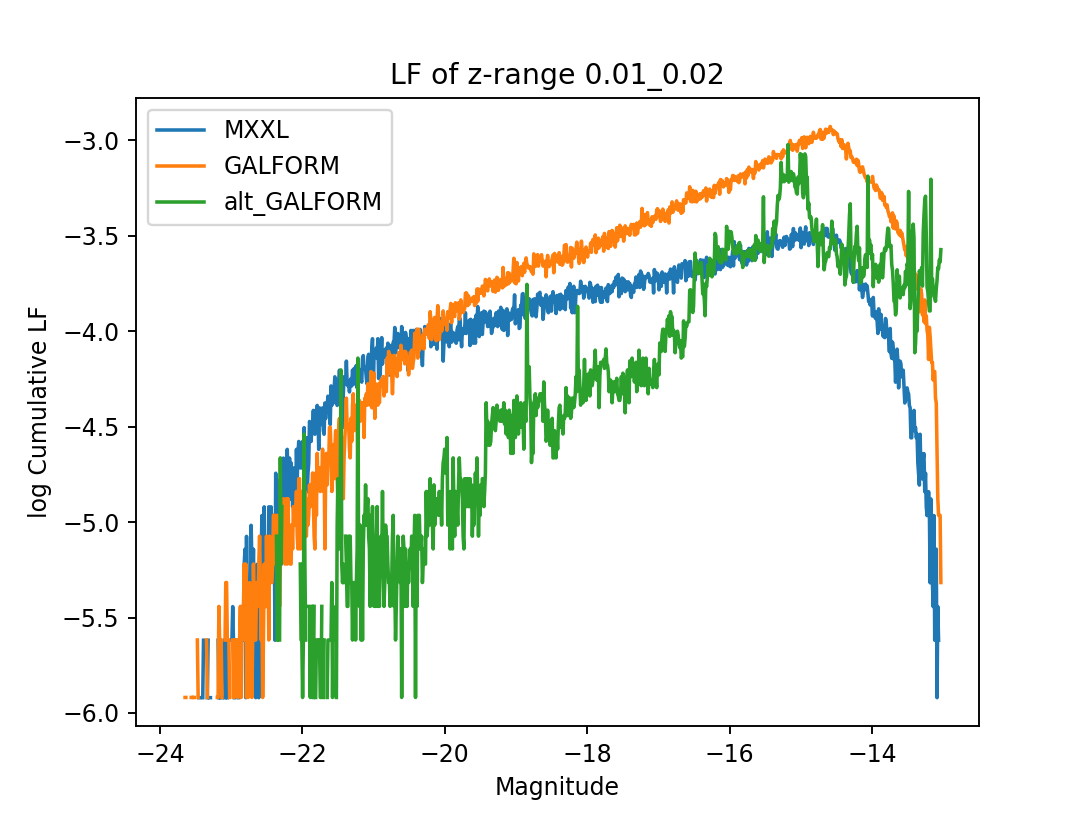 LF of z-range 0.01_0.02
MXXL
GALFORM
alt_GALFORM
−3.0
−3.5
−4.0
−4.5
−5.0
−5.5
−6.0
log Cumulative LF
−24
−22
−20
−18
−16
−14
Magnitude